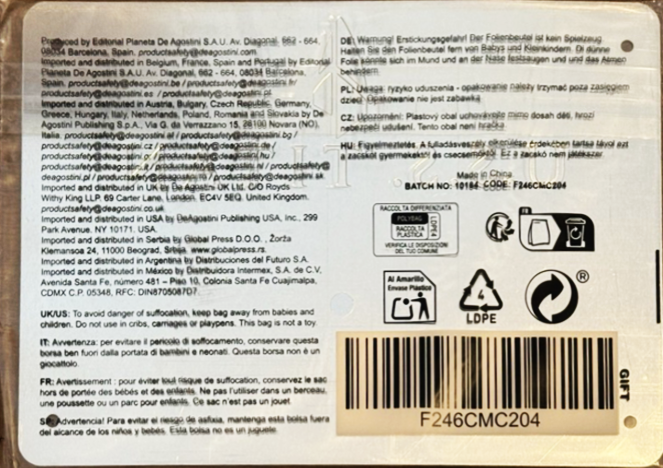 Produced by Editorial Planeta De Agostini S.A.U. Av. Diagonal, 662 - 664,
08034 Barcelona, Spain. productsafety@deagostini.com
Imported and distributed in Belgium, France, Spain and Portugal by Editorial
Planeta De Agostini S.A.U. Av. Diagonal, 662 - 664, 08034 Barcelona,
Spain. productsafety@deagostini.be / productsafety@deagostini.fr/
productsafety@deagostini.es / productsafety@deagostini.pt
Imported and distributed in Austria, Bulgary, Czech Republic, Germany,
Greece, Hungary, Italy, Netherlands, Poland, Romania and Slovakia by De
Agostini Publishing S.p.A., Via G. da Verrazano 15, 28100 Novara (NO),
Italia. productsafety@deagostini.at / productsafety@deagostini.bg /
productsafety@deagostini.cz / productsafety@deagostini
productsafety@deagostini productsafety@deagostini
productsafety@deagostini.nl / productsafety@deagostini.pl /
productsafety@deagostini productsafety@deagostini.sk
Imported and distributed in UK by De Agostini UK Ltd. C/O Royds
Withy King LLP. 69 Carter Lane, London. EC4V 5EQ. United Kingdom.
productsafety@deagostini.uk
Imported and distributed in USA by DeAgostini Publishing USA, Inc., 299
Park Avenue. NY 10171. USA.
Imported and distributed in Serbia by Global Press D.O.O. , Žorža
Klemansoa 24, 11000 Beograd, Srbija. www.globalpress.rs.
Imported and distributed in Argentina by Distribuciones del Futuro S.A.
Imported and distributed in México by Distribuidora Intermex, S.A. de C.V,
Avenida Santa Fe, número 481 – Piso 10, Colonia Santa Fe Cuajimalpa,
CDMX C.P. 05348, RFC: DIN8705087D7.
UK/US: To avoid danger of suffocation, keep bag away from babies and
children. Do not use in cribs, carriages or playpens. This bag is not a toy.
IT: Avvertenza: per evitare il pericolo di soffocamento, conservare questa
borsa ben fuori dalla portata di bambini e neonati. Questa borsa non è un
giocattolo.
FR: Avertissement : pour éviter tout risque de suffocation, conservez le sac
hors de portée des bébés et des enfants. Ne pas l'utiliser dans un berceau,
une poussette ou un parc pour enfants. Ce sac n'est pas un jouet.
SP: Advertencia! Para evitar el riesgo de asfixia, mantenga esta bolsa fuera
del alcance de los niños y bebés. Esta bolsa no es un juguete.
DE: Warnung! Erstickungsgefahr! Der Folienbeutel ist kein Spielzeug.
Halten Sie den Folienbeutel fern von Babys und Kleinkindern. Di dünne
Folie könnte sich im Mund und an der Nase festsaugen und und das Atmen
behindern.
PL: Uwaga: ryzyko uduszenia - opakowanie należy trzymać poza zasięgiem
dzieci. Opakowanie nie jest zabawką.
CZ: Upozornění: Plastový obal uchovávejte mimo dosah dětí, hrozí
nebezpečí udušení. Tento obal není hračka.
HU: Figyelmeztetés. A fulladásveszély elkerülése érdekében tartsa távol ezt
a zacskót gyermekektől és csecsemőktől. Ez a zacskó nem játékszer.
Made in China
BATCH NO: 10184 CODE: F246CMC204
RACCOLTA DIFFERENZIATA
POLYBAG
RACCOLTA
PLASTICA
LDPE4
VERIFICA LE DISPOSIZIONI
DEL TUO COMUNE
FR
Al Amarillo
Envase Plástico
4
LDPE
®
F246CMC204
GIFT